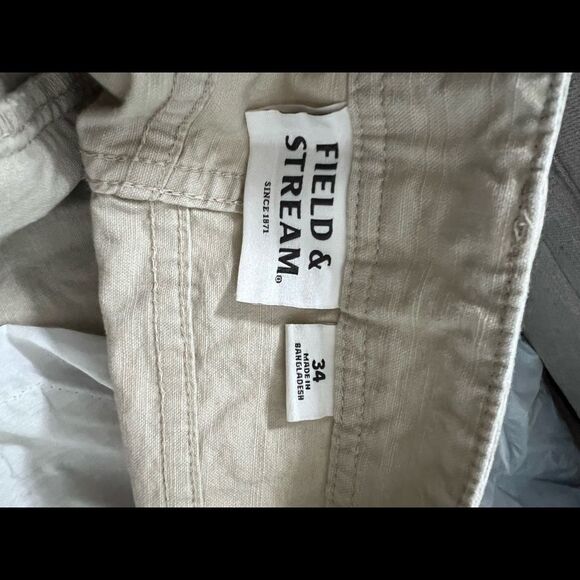 FIELD &
STREAM®
SINCE 1871
34
MADE IN
BANGLADESH